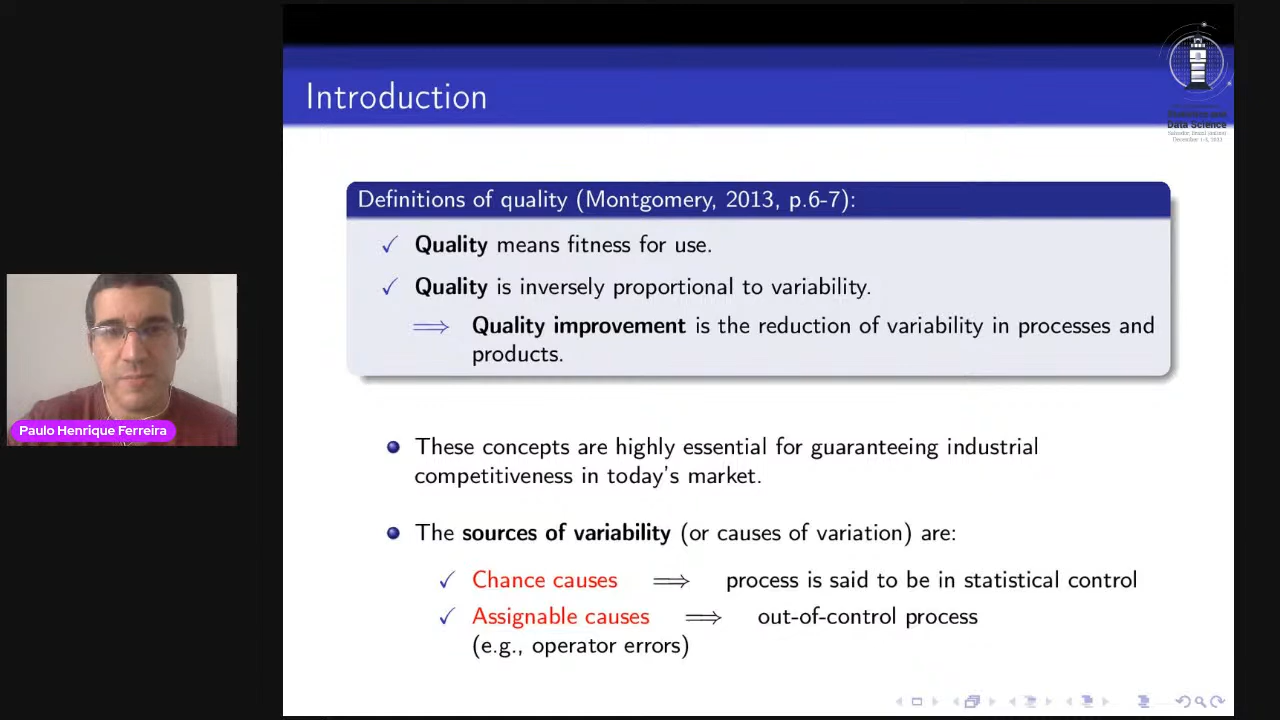 Introduction
Data Science
Definitions of quality (Montgomery, 2013, p.6-7):
✓ Quality means fitness for use.
✓ Quality is inversely proportional to variability.
⟹ Quality improvement is the reduction of variability in processes and
products.
Paulo Henrique Ferreira
These concepts are highly essential for guaranteeing industrial
competitiveness in today's market.
The sources of variability (or causes of variation) are:
✓ Chance causes ⟹ process is said to be in statistical control
✓ Assignable causes ⟹ out-of-control process
(e.g., operator errors)